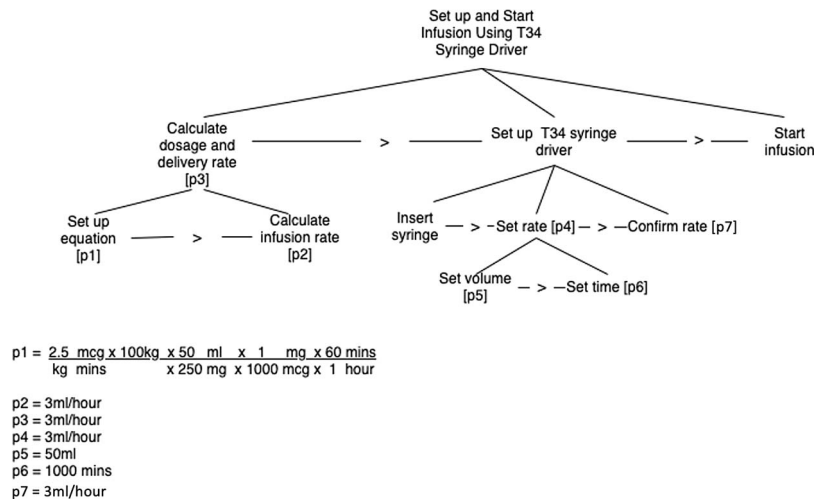 Set up and Start
Infusion Using T34
Syringe Driver
Calculate
dosage and
delivery rate
[p3]
>
Set up T34 syringe
driver
>
Start
infusion
Set up
equation
[p1]
>
Calculate
infusion rate
[p2]
Insert
syringe
>
Set rate [p4]
>
Confirm rate [p7]
Set volume
[p5]
>
Set time [p6]
p1 = 2.5 mcg x 100kg x 50 ml x 1 mg x 60 mins
kg mins x 250 mg x 1000 mcg x 1 hour
p2 = 3ml/hour
p3 = 3ml/hour
p4 = 3ml/hour
p5 = 50ml
p6 = 1000 mins
p7 = 3ml/hour